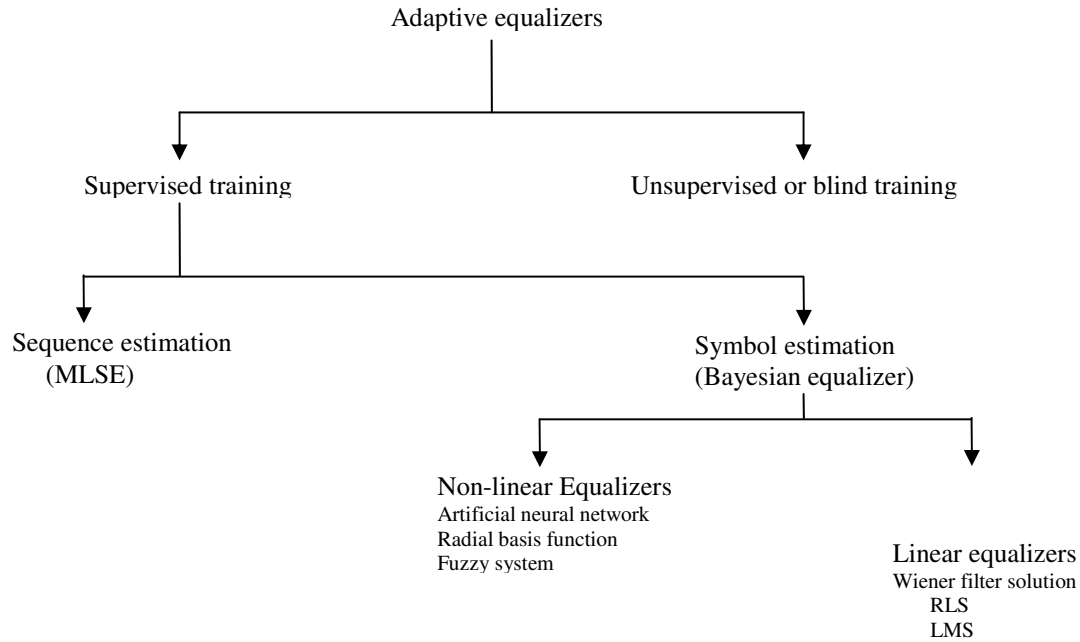 Adaptive equalizers
Supervised training
Unsupervised or blind training
Sequence estimation
(MLSE)
Symbol estimation
(Bayesian equalizer)
Non-linear Equalizers
Artificial neural network
Radial basis function
Fuzzy system
Linear equalizers
Wiener filter solution
RLS
LMS